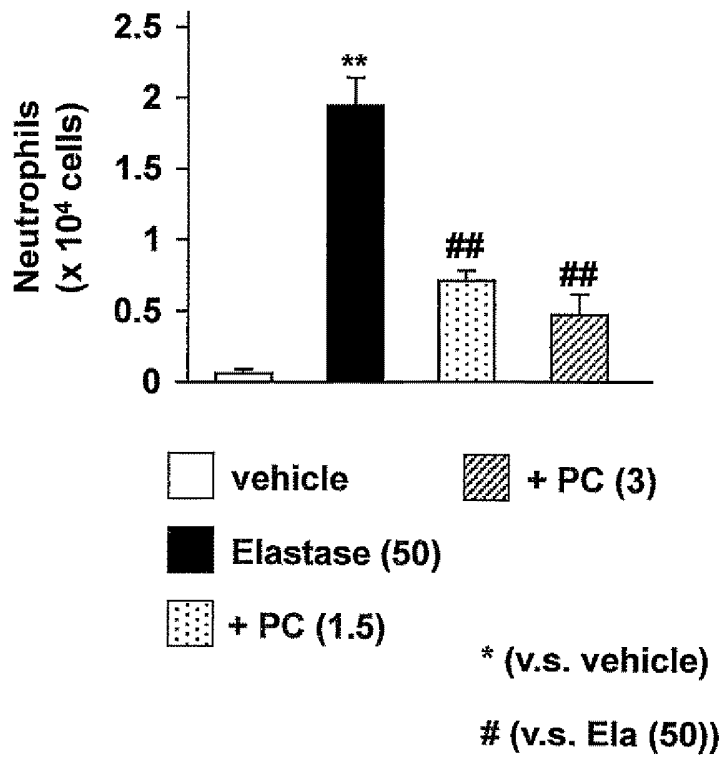 2.5
2
1.5
1
0.5
0
Neutrophils
(x 10⁴ cells)
**
##
##
vehicle
+ PC (3)
Elastase (50)
+ PC (1.5)
* (v.s. vehicle)
# (v.s. Ela (50))